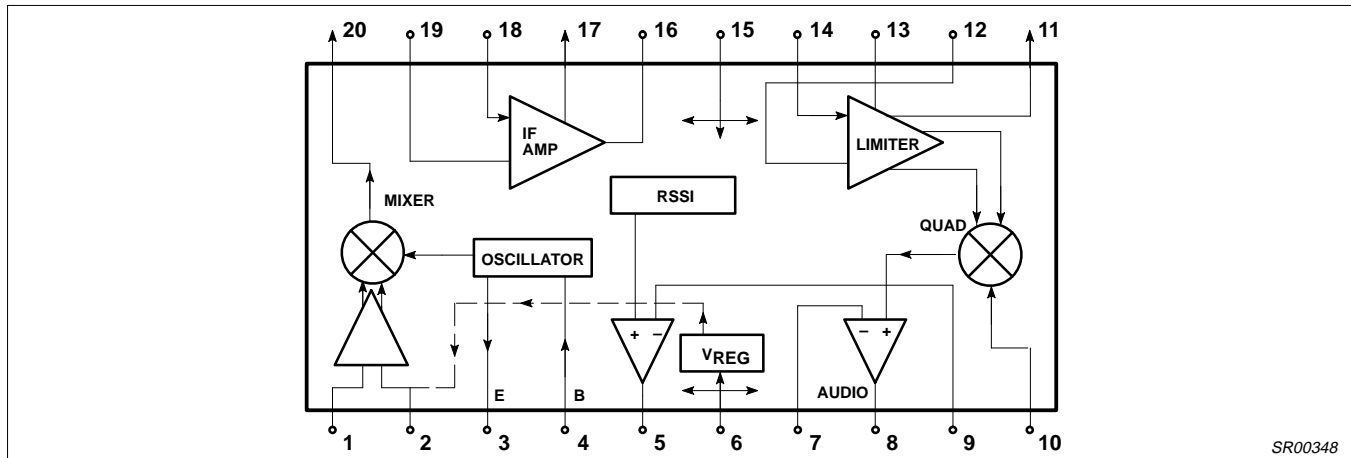 20 19 18 17 16 15 14 13 12 11
IF
AMP
LIMITER
RSSI
MIXER
QUAD
OSCILLATOR
+ −
VREG
− +
E B
AUDIO
1 2 3 4 5 6 7 8 9 10
SR00348